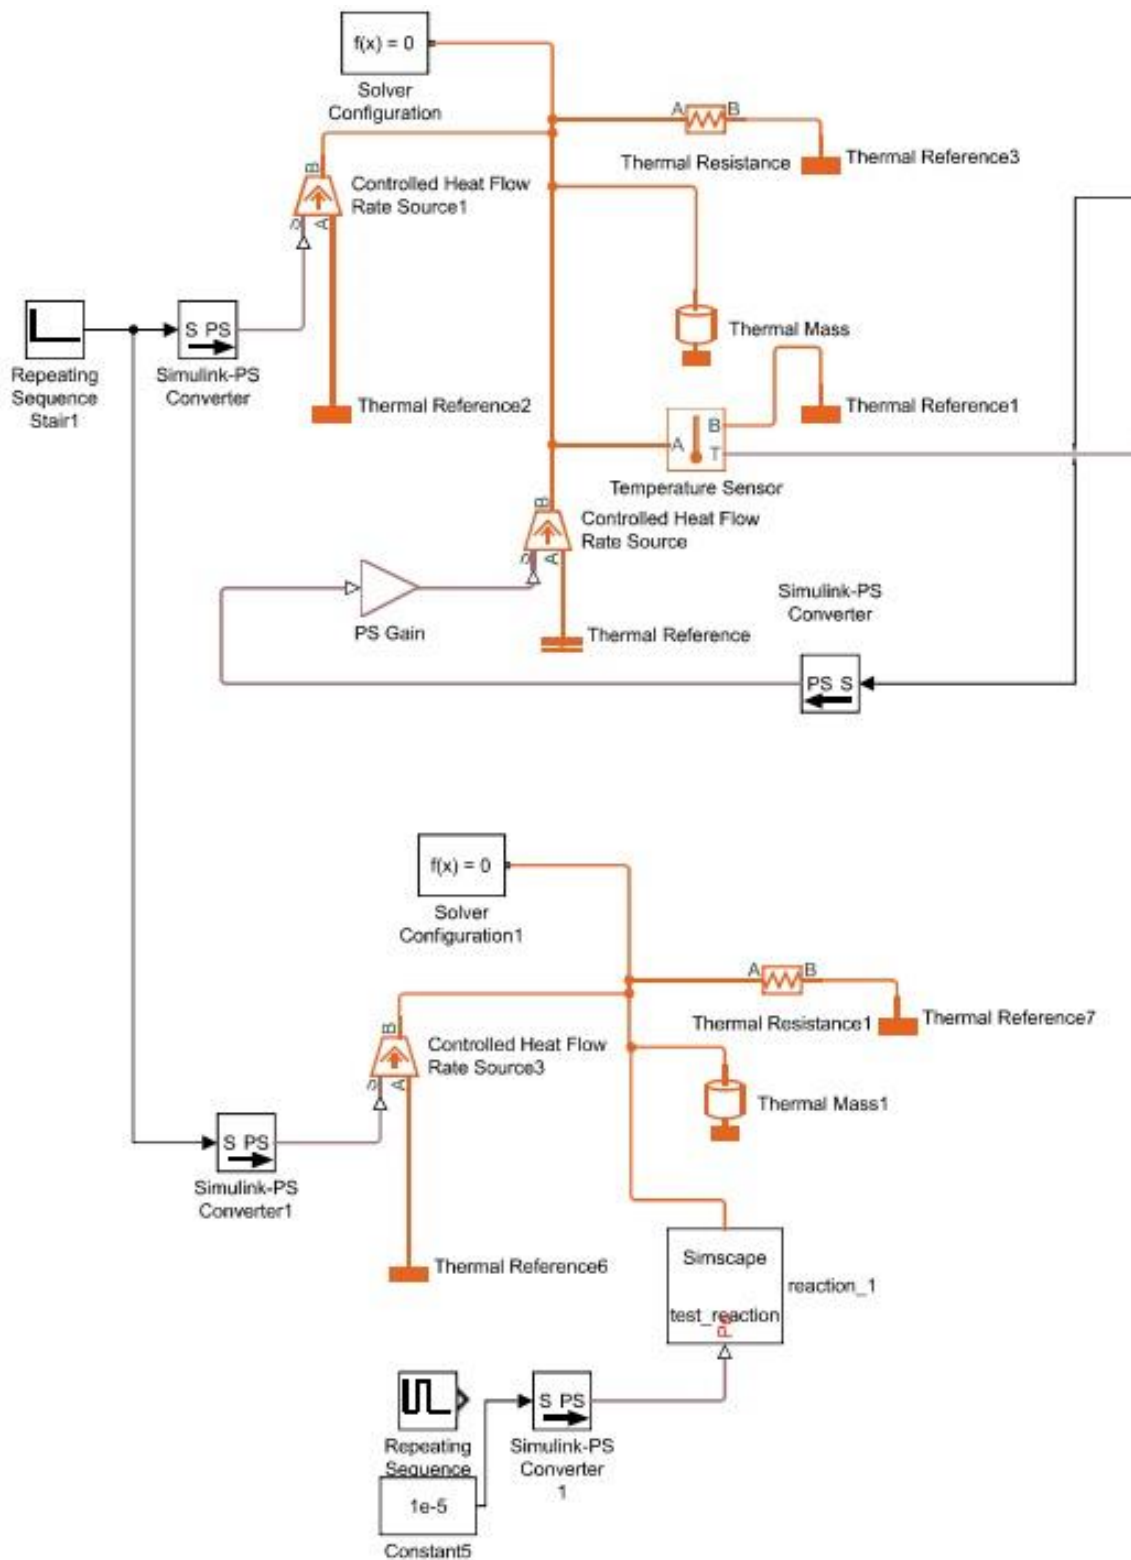 f(x) = 0
Solver
Configuration
A
B
Thermal Resistance
Thermal Reference3
B
Controlled Heat Flow
Rate Source1
S
A
S PS
Thermal Mass
Repeating
Sequence
Stair1
Simulink-PS
Converter
Thermal Reference2
Thermal Reference1
A
B
T
Temperature Sensor
B
Controlled Heat Flow
Rate Source
S
A
PS Gain
Thermal Reference
Simulink-PS
Converter
PS S
f(x) = 0
Solver
Configuration1
A
B
Thermal Resistance1
Thermal Reference7
B
Controlled Heat Flow
Rate Source3
S
A
Thermal Mass1
S PS
Simulink-PS
Converter1
Thermal Reference6
Simscape
reaction_1
test_reaction
S PS
Repeating
Sequence
Simulink-PS
Converter
1
1e-5
Constant5